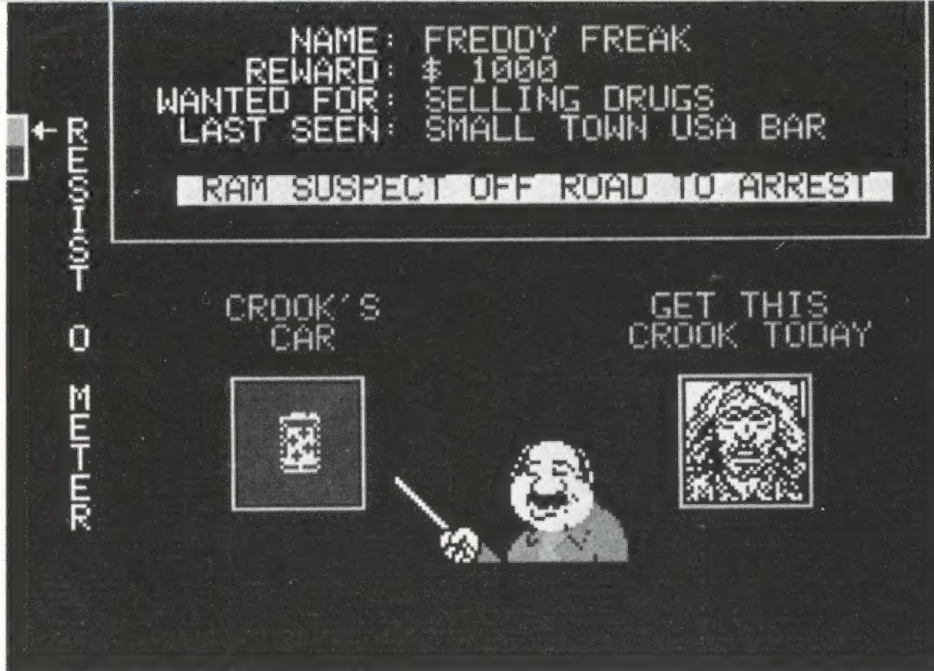 NAME: FREDDY FREAK
REWARD: $ 1000
WANTED FOR: SELLING DRUGS
LAST SEEN: SMALL TOWN USA BAR
RAM SUSPECT OFF ROAD TO ARREST
RESIST O METER
CROOK'S
CAR
GET THIS
CROOK TODAY